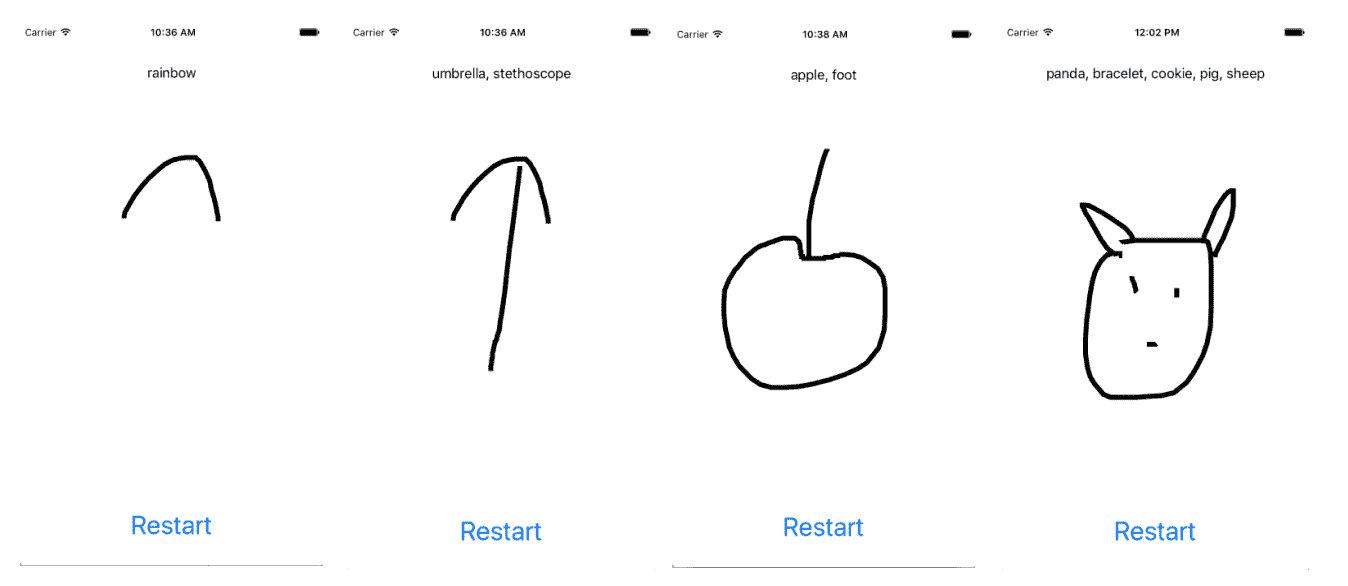 Carrier 10:36 AM
rainbow
Restart
Carrier 10:36 AM
umbrella, stethoscope
Restart
Carrier 10:38 AM
apple, foot
Restart
Carrier 12:02 PM
panda, bracelet, cookie, pig, sheep
Restart